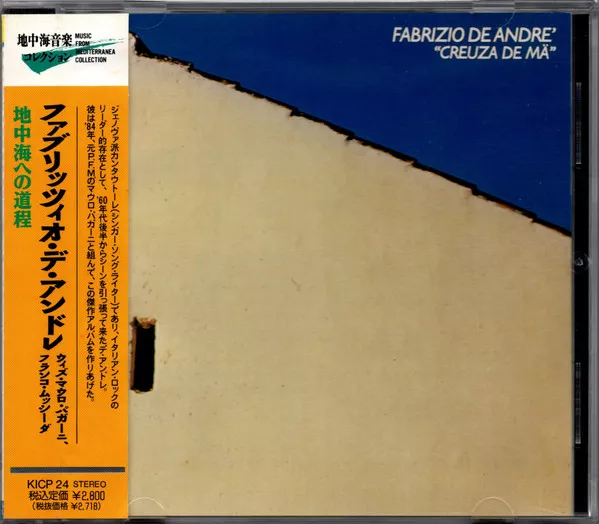 地中海音楽
コレクション
MUSIC
FROM
MEDITERRANEA
COLLECTION
FABRIZIO DE ANDRE'
"CREUZA DE MÄ"
ジェノヴァ派カンタウトーレ(シンガー・ソング・ライター)であり、イタリアン・ロックの
リーダー的存在として、'60年代後半からシーンを引っ張って来たデ・アンドレ。
彼は'84年、元P.F.Mのマウロ・パガーニと組んで、この傑作アルバムを作りあげた。
ファブリッツィオ・デ・アンドレ
ウィズ・マウロ・パガーニ、
フランコ・ムッシーダ
地中海への道程
KICP 24 STEREO
税込定価 ¥2,800
(税抜価格 ¥2,718)